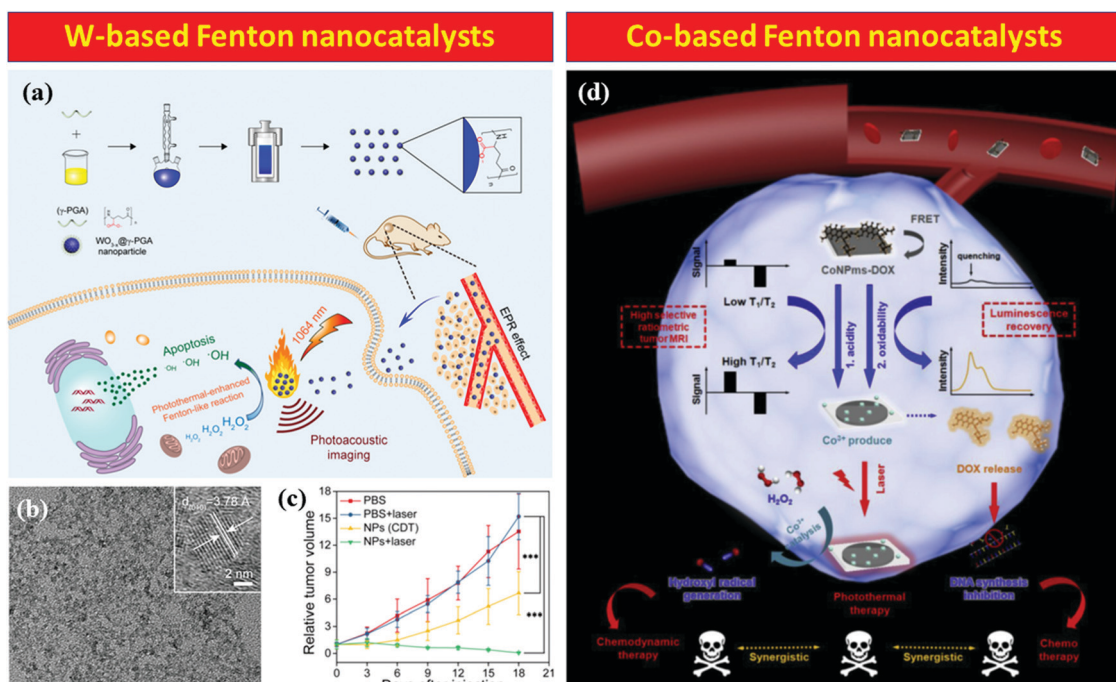 W-based Fenton nanocatalysts
Co-based Fenton nanocatalysts
(a)
+
n
O
(γ-PGA)
WO₃₋ₓ@γ-PGA
nanoparticle
EPR effect
1064 nm
Apoptosis
·OH
·OH
·OH
Photothermal-enhanced
Fenton-like reaction
H₂O₂
H₂O₂
H₂O₂
Photoacoustic
imaging
(b)
~3.78 Å
2 nm
(c)
Relative tumor volume
18
15
12
9
6
3
0
PBS
PBS+laser
NPs (CDT)
NPs+laser
***
***
0 3 6 9 12 15 18 21
(d)
FRET
CoNPms-DOX
Signal
Low T₁/T₂
High selective
ratiometric
tumor MRI
High T₁/T₂
Signal
1. acidity
2. oxidability
Intensity
quenching
Luminescence
recovery
Intensity
Co²⁺ produce
DOX release
H₂O₂
Laser
Co²⁺
Hydroxyl radical
generation
Photothermal
therapy
DNA synthesis
inhibition
Chemodynamic
therapy
Synergistic
Synergistic
Chemo
therapy